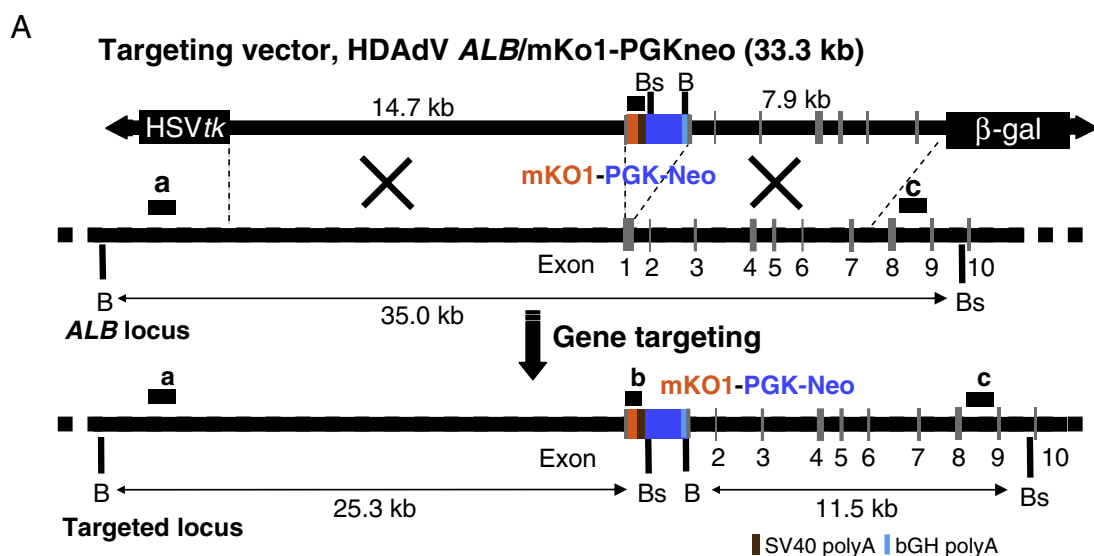 A
Targeting vector, HDAdV ALB/mKo1-PGKneo (33.3 kb)
Bs B
14.7 kb 7.9 kb
HSVtk β-gal
mKO1-PGK-Neo
a c
Exon 1 2 3 4 5 6 7 8 9 10
B Bs
35.0 kb
ALB locus
Gene targeting
a b mKO1-PGK-Neo c
Exon 2 3 4 5 6 7 8 9 10
B Bs B Bs
25.3 kb 11.5 kb
Targeted locus
SV40 polyA bGH polyA